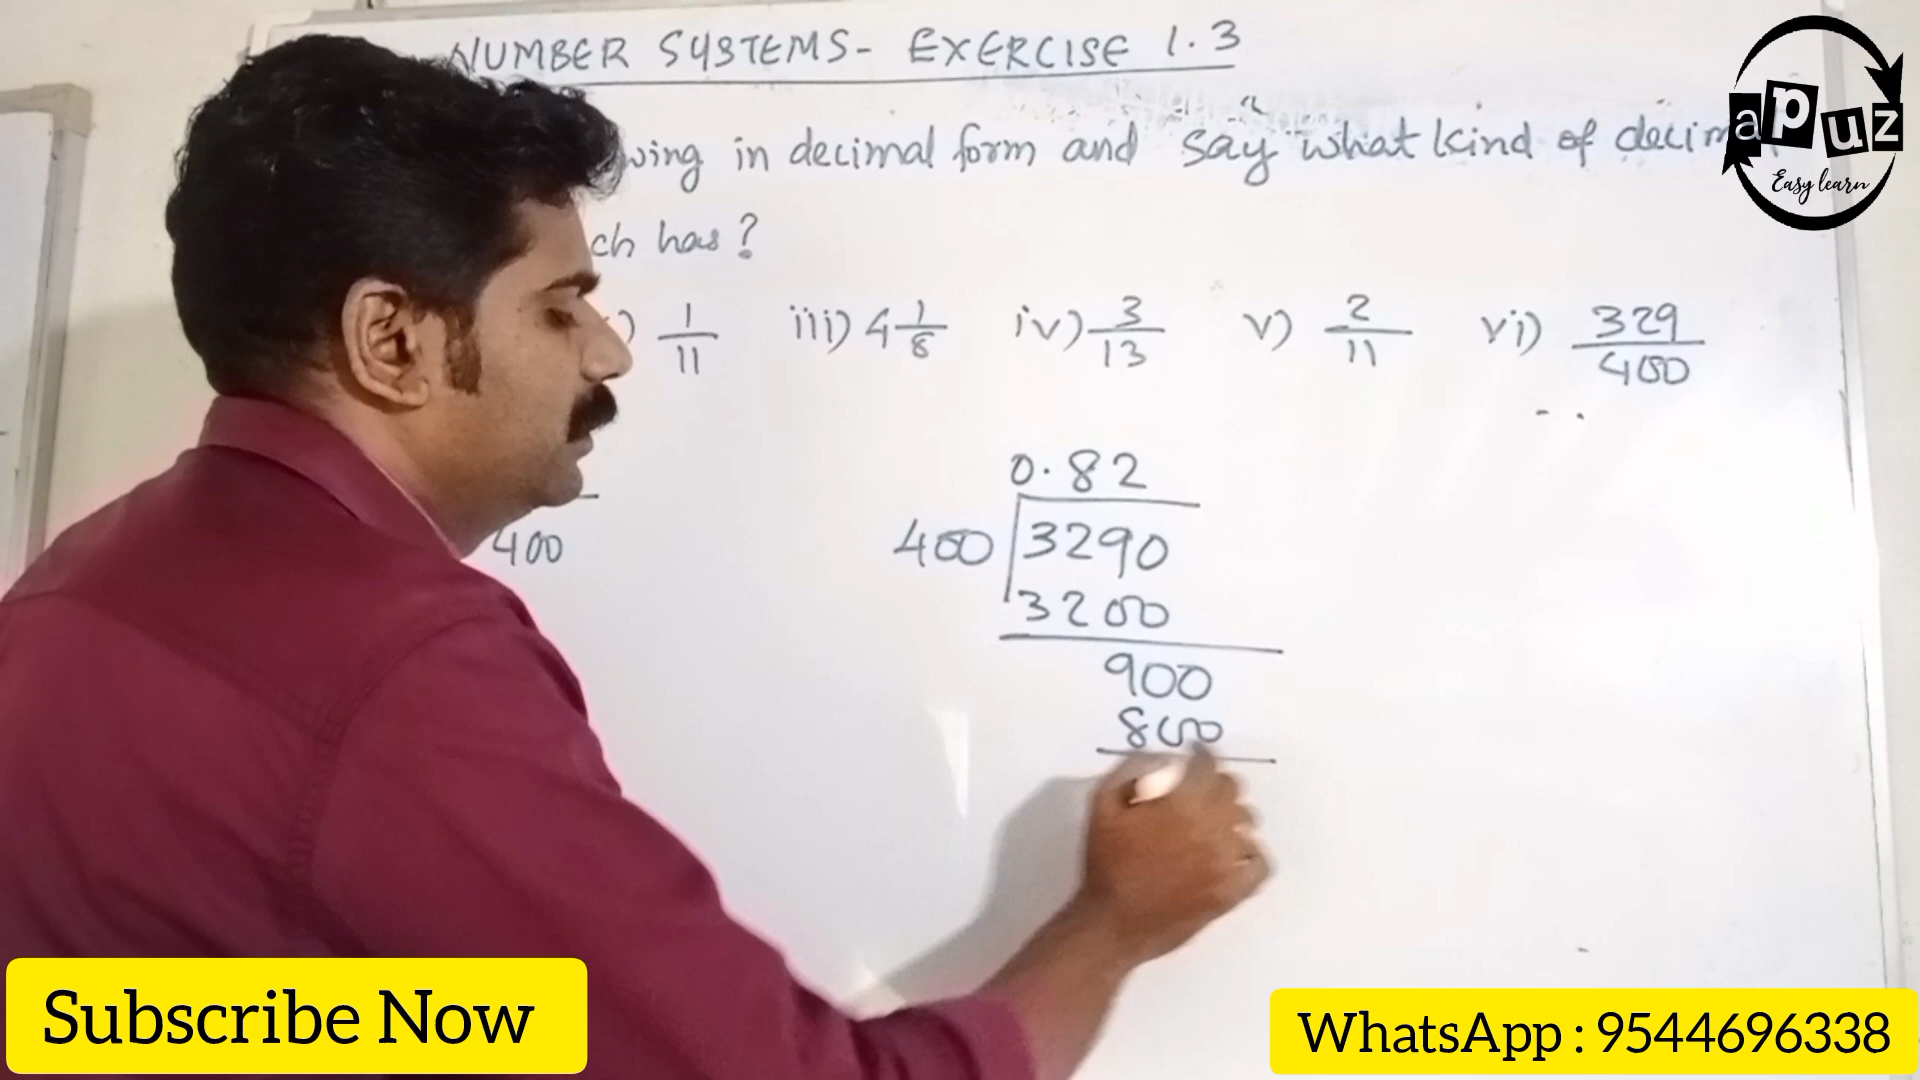 NUMBER SYSTEMS- EXERCISE 1.3
wing in decimal form and say what kind of decim
ch has?
) 1/11 iii) 4 1/8 iv) 3/13 v) 2/11 vi) 329/400
400
0.82
400 3290
3200
900
800
apuz
Easy learn
Subscribe Now
WhatsApp : 9544696338